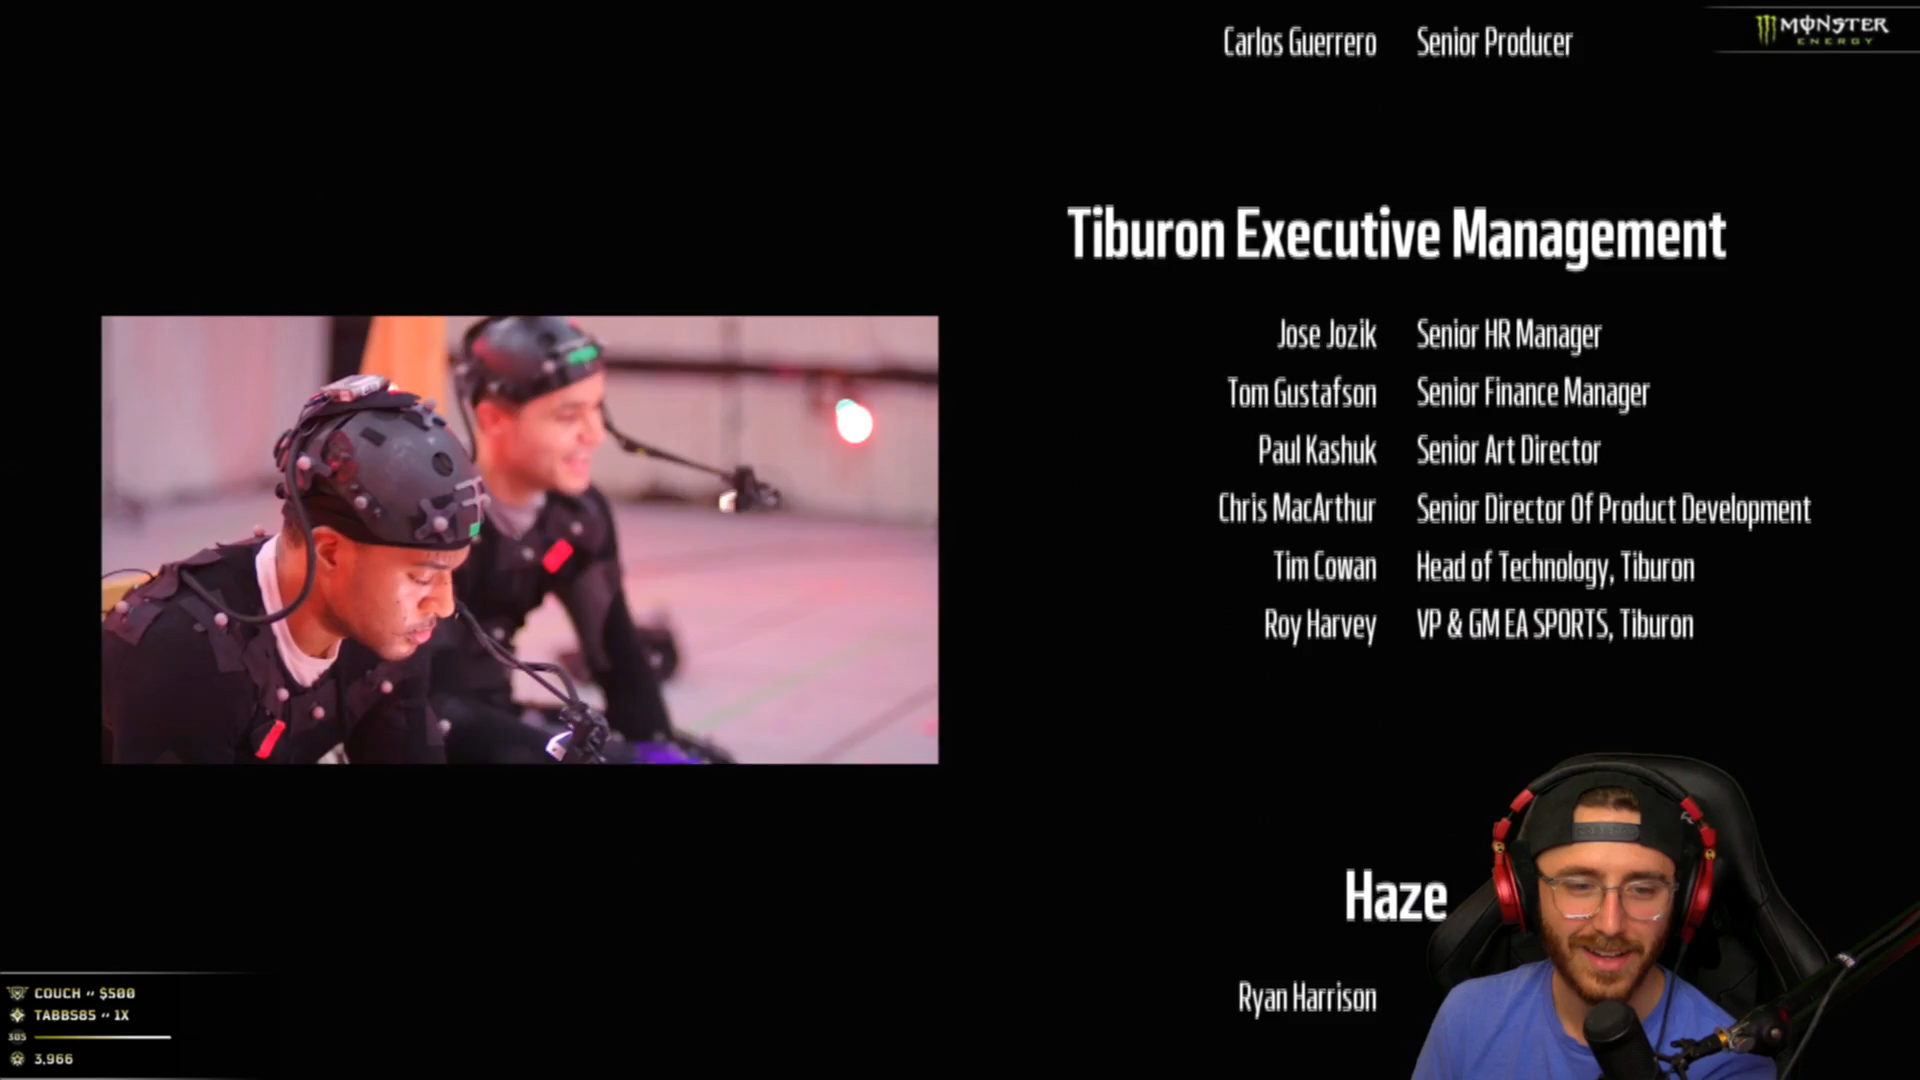 Carlos Guerrero Senior Producer
MONSTER
ENERGY
Tiburon Executive Management
Jose Jozik Senior HR Manager
Tom Gustafson Senior Finance Manager
Paul Kashuk Senior Art Director
Chris MacArthur Senior Director Of Product Development
Tim Cowan Head of Technology, Tiburon
Roy Harvey VP & GM EA SPORTS, Tiburon
Haze
Ryan Harrison
COUCH ~ $500
TABBS85 ~ 1X
305
3,966